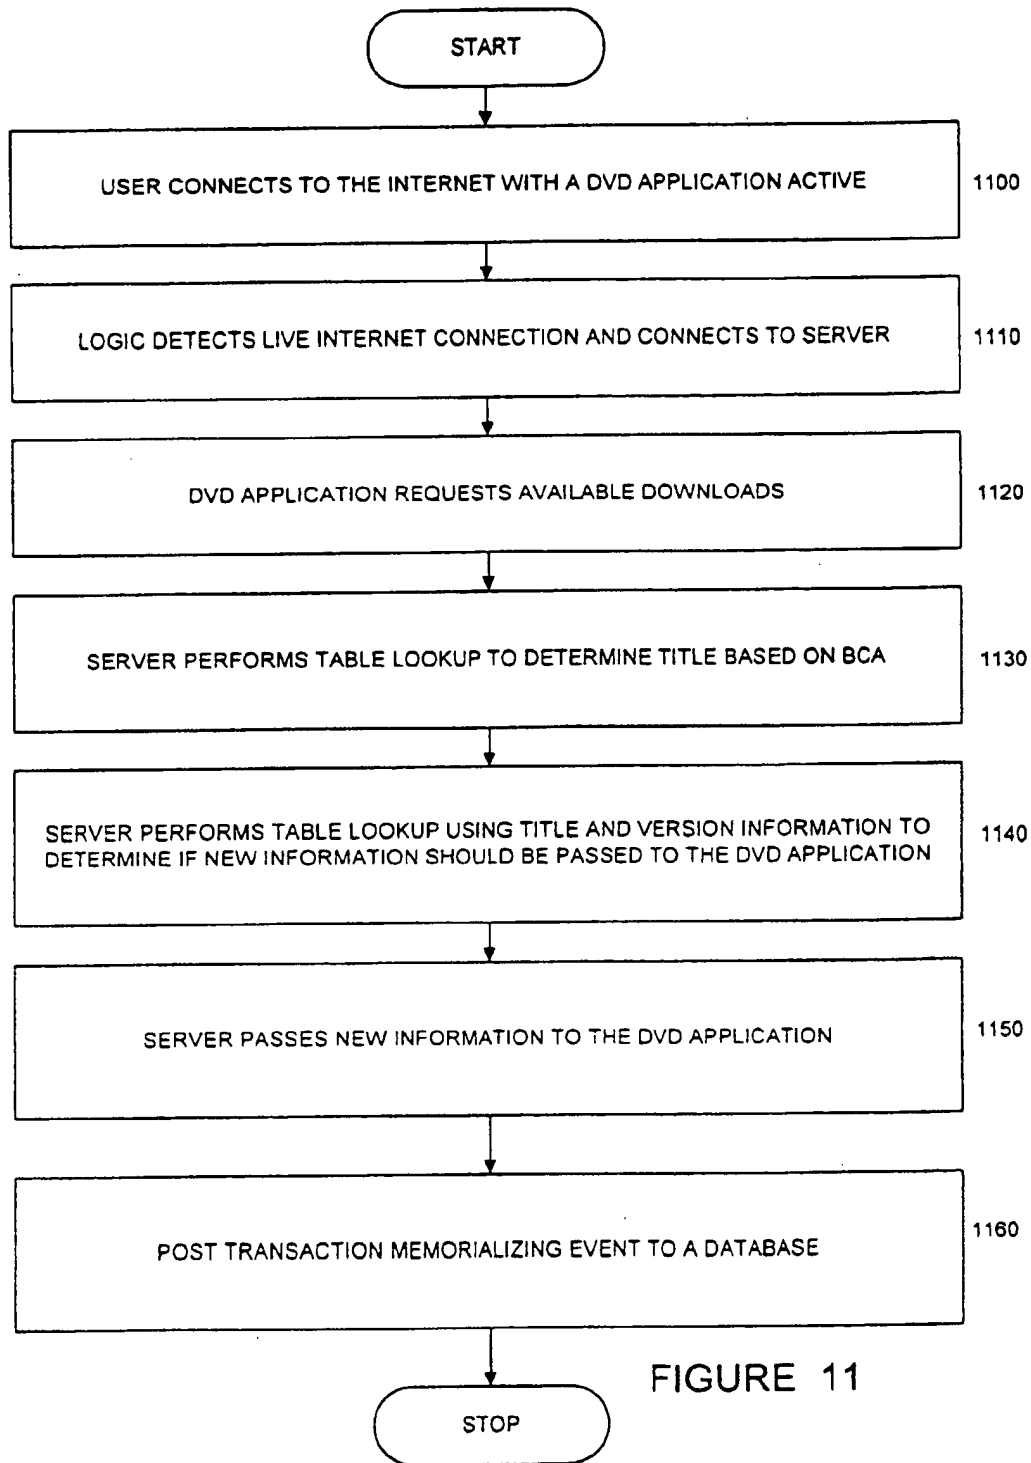 START
USER CONNECTS TO THE INTERNET WITH A DVD APPLICATION ACTIVE
1100
LOGIC DETECTS LIVE INTERNET CONNECTION AND CONNECTS TO SERVER
1110
DVD APPLICATION REQUESTS AVAILABLE DOWNLOADS
1120
SERVER PERFORMS TABLE LOOKUP TO DETERMINE TITLE BASED ON BCA
1130
SERVER PERFORMS TABLE LOOKUP USING TITLE AND VERSION INFORMATION TO
DETERMINE IF NEW INFORMATION SHOULD BE PASSED TO THE DVD APPLICATION
1140
SERVER PASSES NEW INFORMATION TO THE DVD APPLICATION
1150
POST TRANSACTION MEMORIALIZING EVENT TO A DATABASE
1160
FIGURE 11
STOP